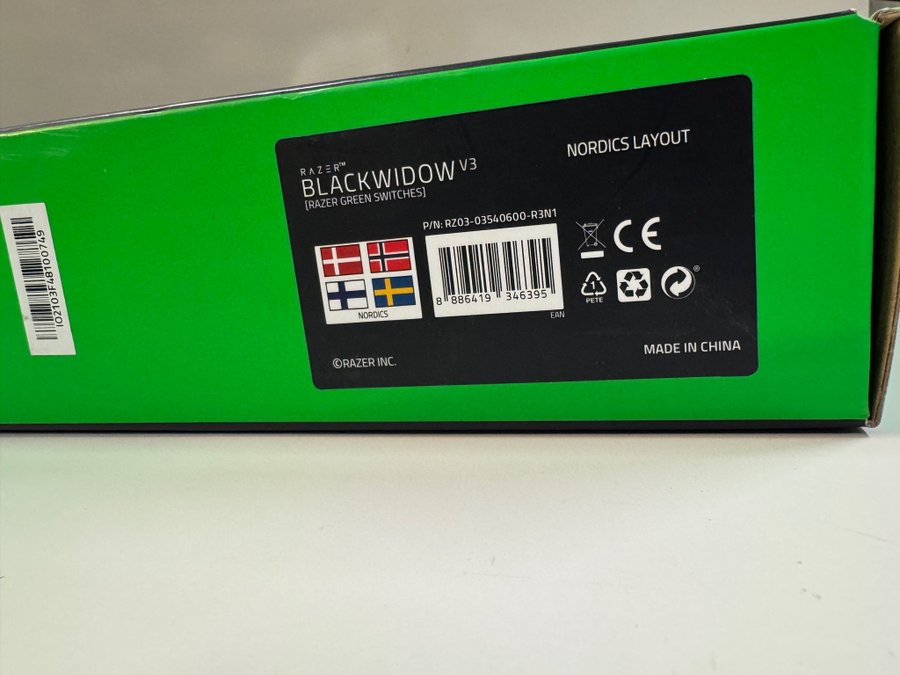 RAZER™
BLACKWIDOW V3
[RAZER GREEN SWITCHES]
NORDICS LAYOUT
P/N: RZ03-03540600-R3N1
NORDICS
8 886419 346395
EAN
CE
1
PETE
®
©RAZER INC.
MADE IN CHINA
IO2103F48100749